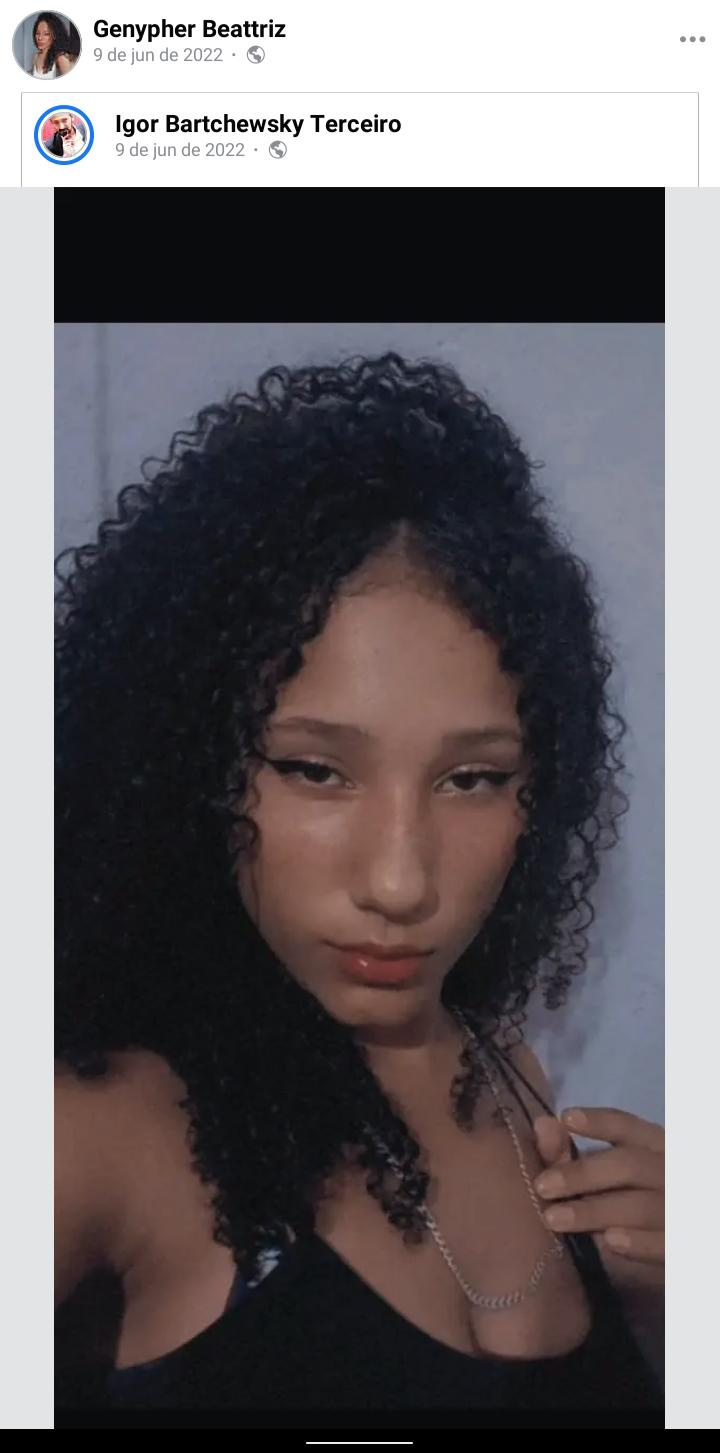 Genypher Beattriz
9 de jun de 2022 ·
Igor Bartchewsky Terceiro
9 de jun de 2022 ·